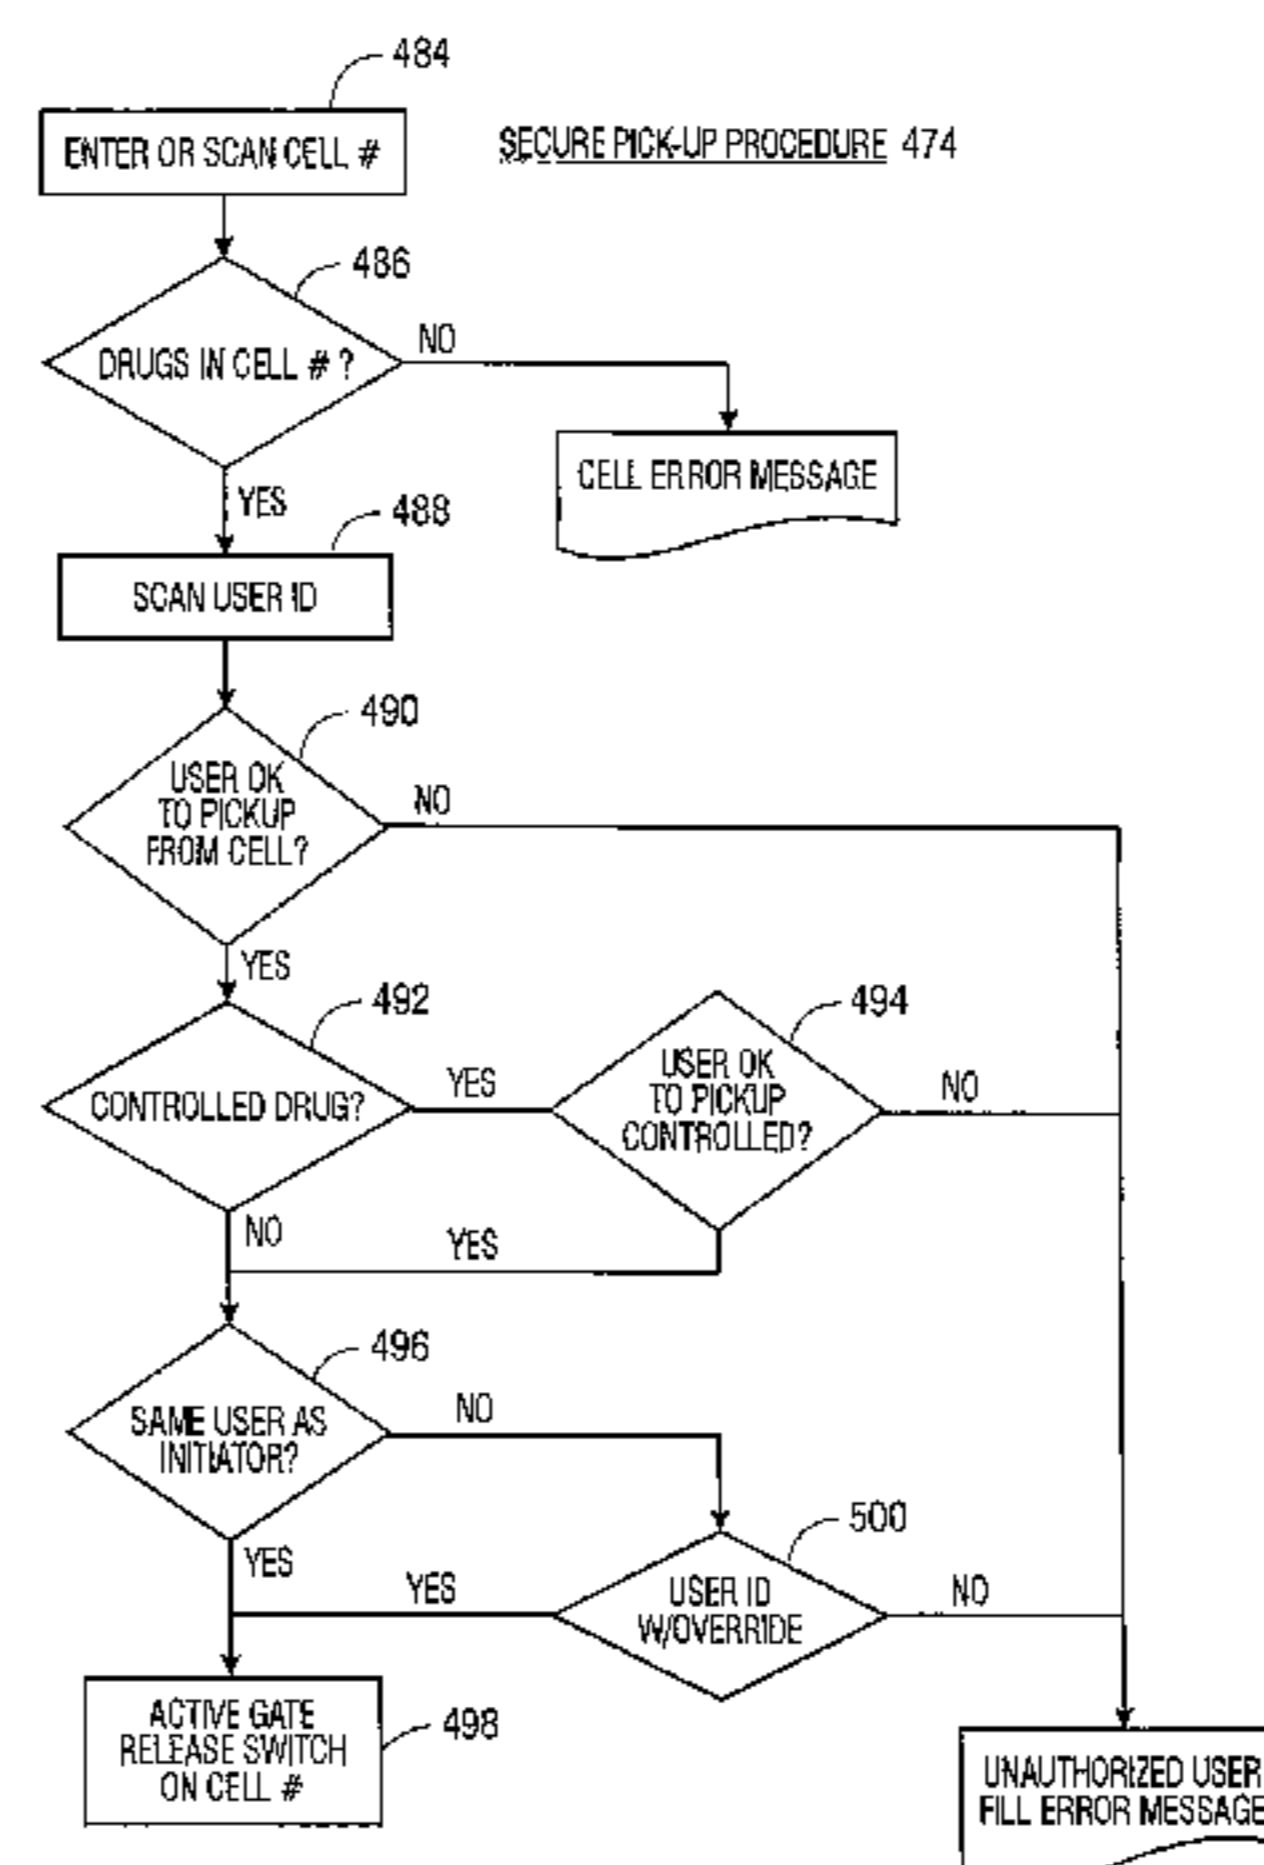 484
ENTER OR SCAN CELL #
SECURE PICK-UP PROCEDURE 474
486
DRUGS IN CELL # ?
NO
CELL ERROR MESSAGE
YES
488
SCAN USER ID
490
USER OK
TO PICKUP
FROM CELL?
NO
YES
492
CONTROLLED DRUG?
YES
494
USER OK
TO PICKUP
CONTROLLED?
NO
NO
YES
496
SAME USER AS
INITIATOR?
NO
YES
500
USER ID
W/OVERRIDE
YES
NO
ACTIVE GATE
RELEASE SWITCH
ON CELL #
498
UNAUTHORIZED USER
FILL ERROR MESSAGE